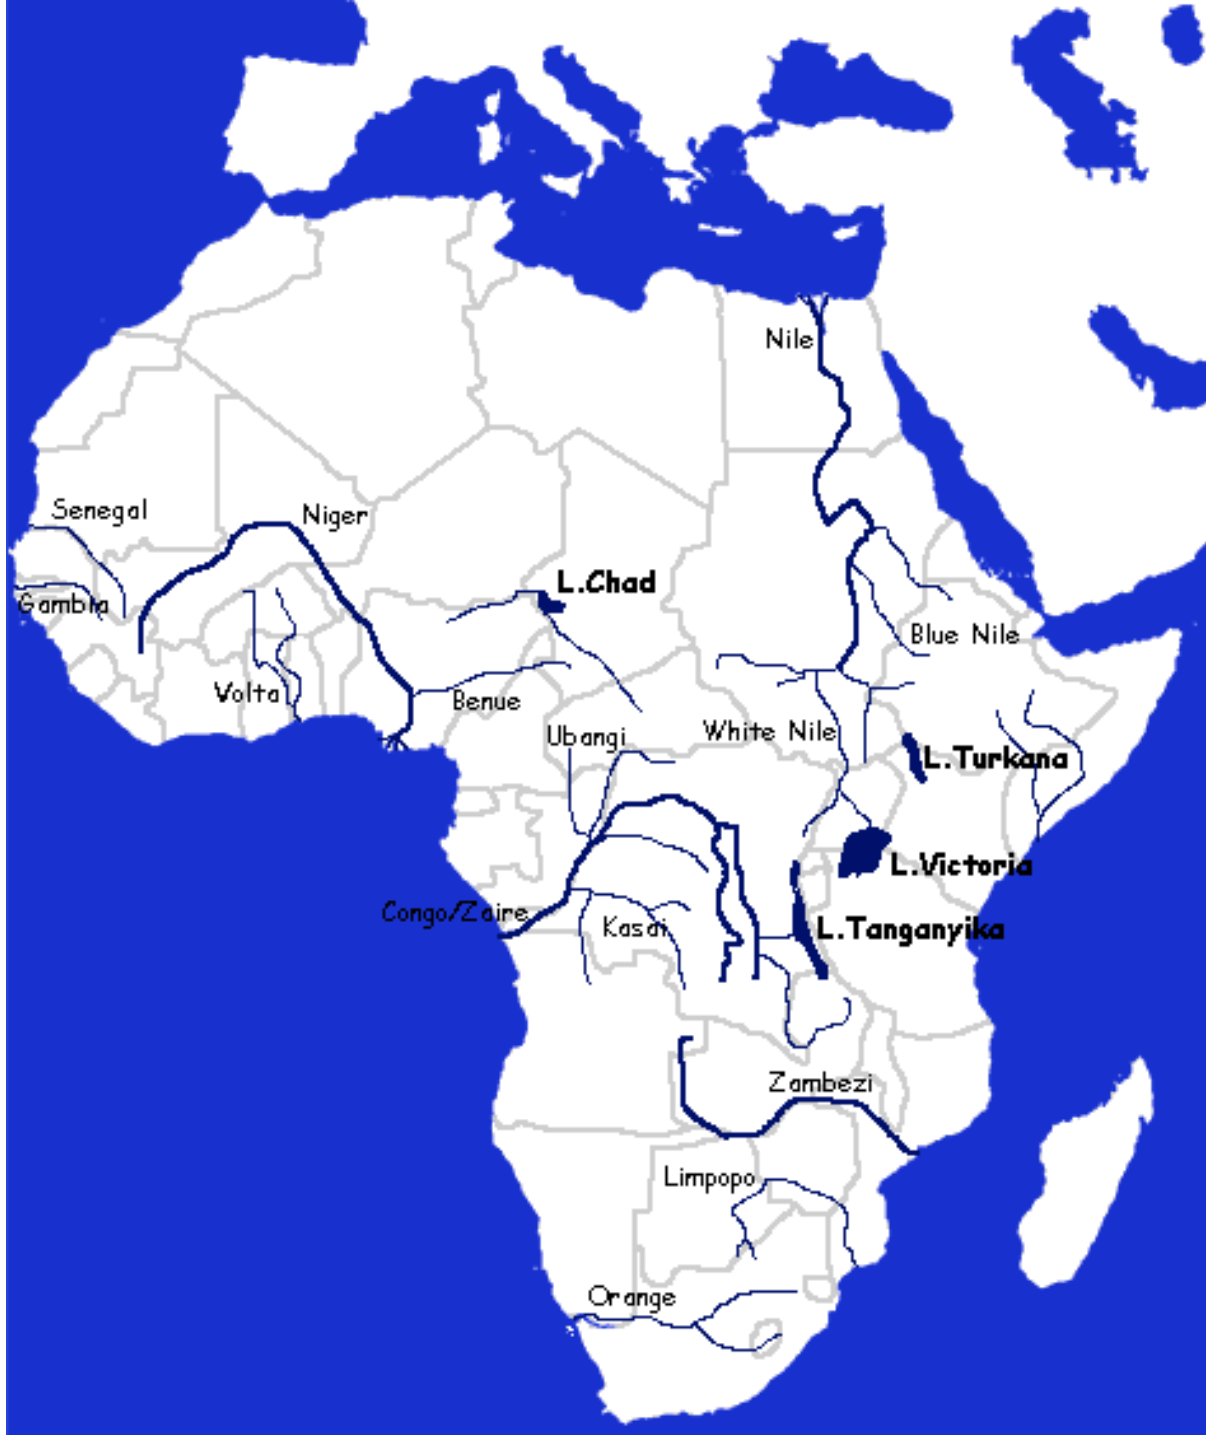 Nile
Senegal
Niger
L.Chad
Gambia
Blue Nile
Volta
Benue
Ubangi
White Nile
L.Turkana
L.Victoria
Congo/Zaire
Kasai
L.Tanganyika
Zambezi
Limpopo
Orange